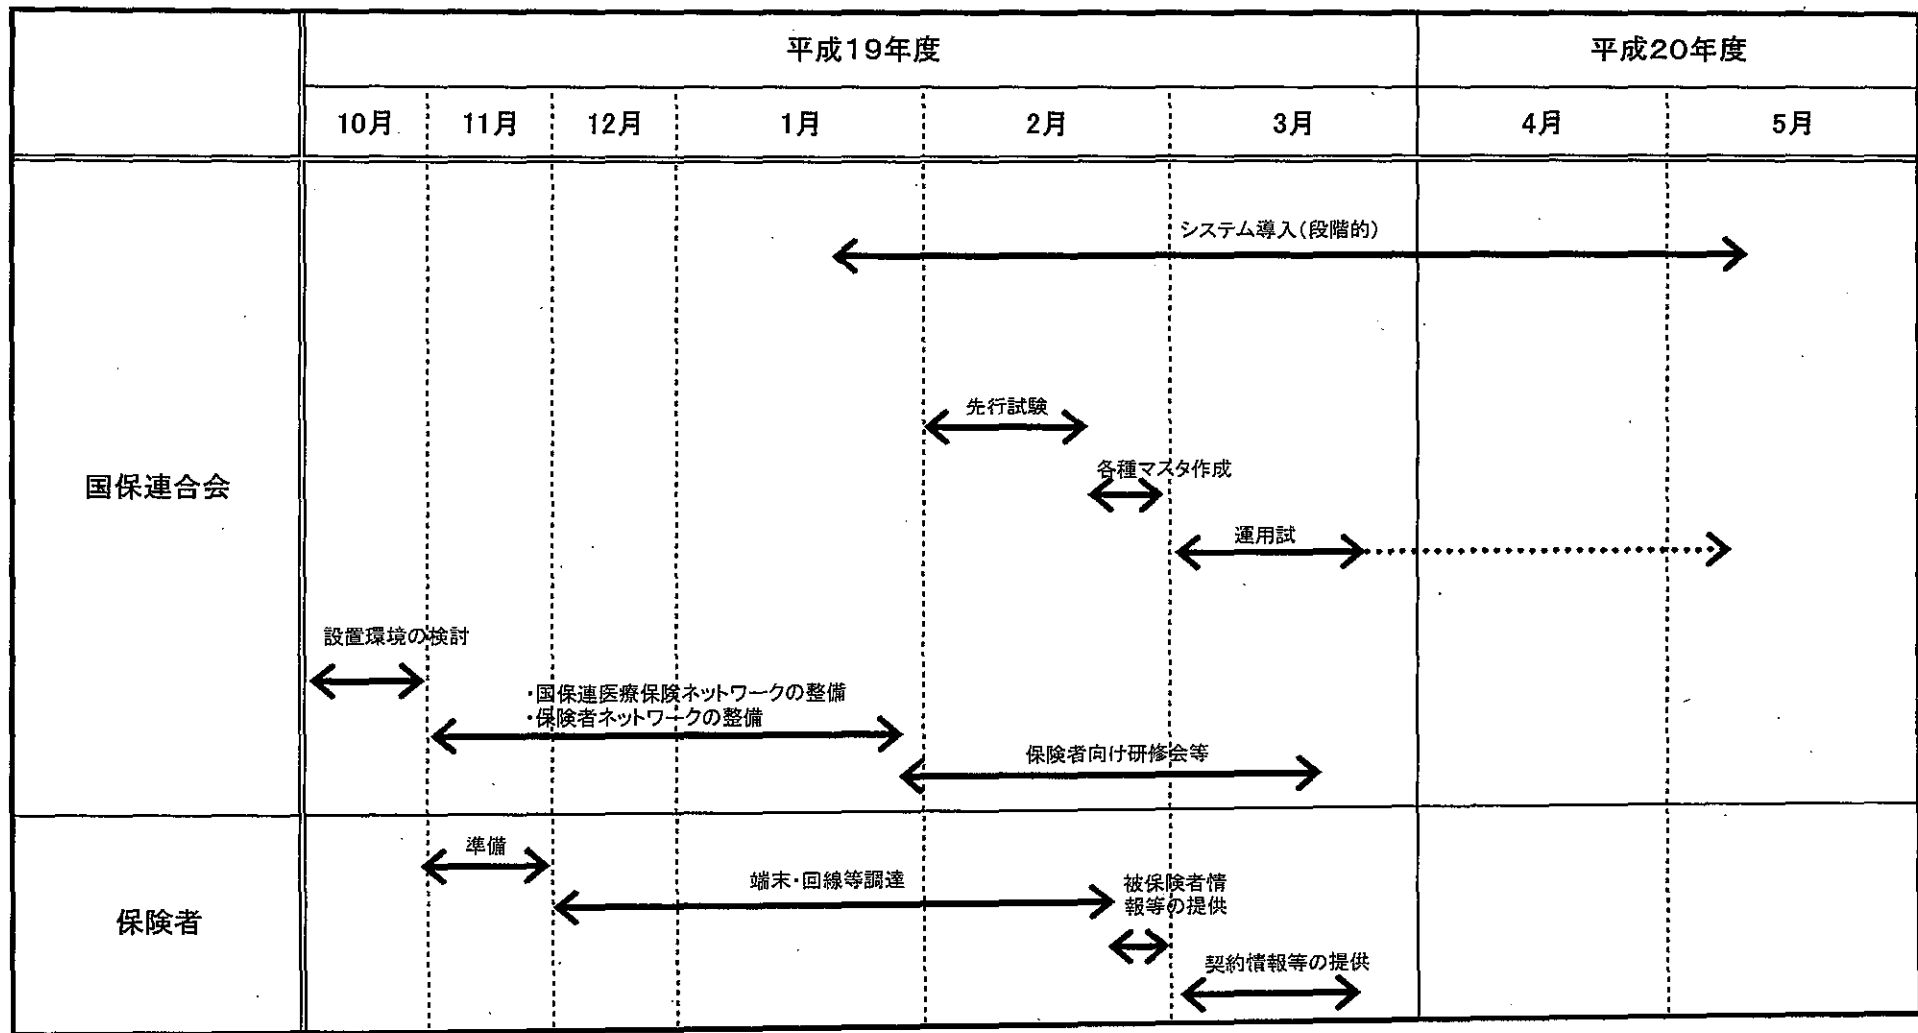 平成19年度 平成20年度
10月 11月 12月 1月 2月 3月 4月 5月
国保連合会
システム導入(段階的)
先行試験
各種マスタ作成
運用試
設置環境の検討
・国保連医療保険ネットワークの整備
・保険者ネットワークの整備
保険者向け研修会等
保険者
準備
端末・回線等調達
被保険者情
報等の提供
契約情報等の提供